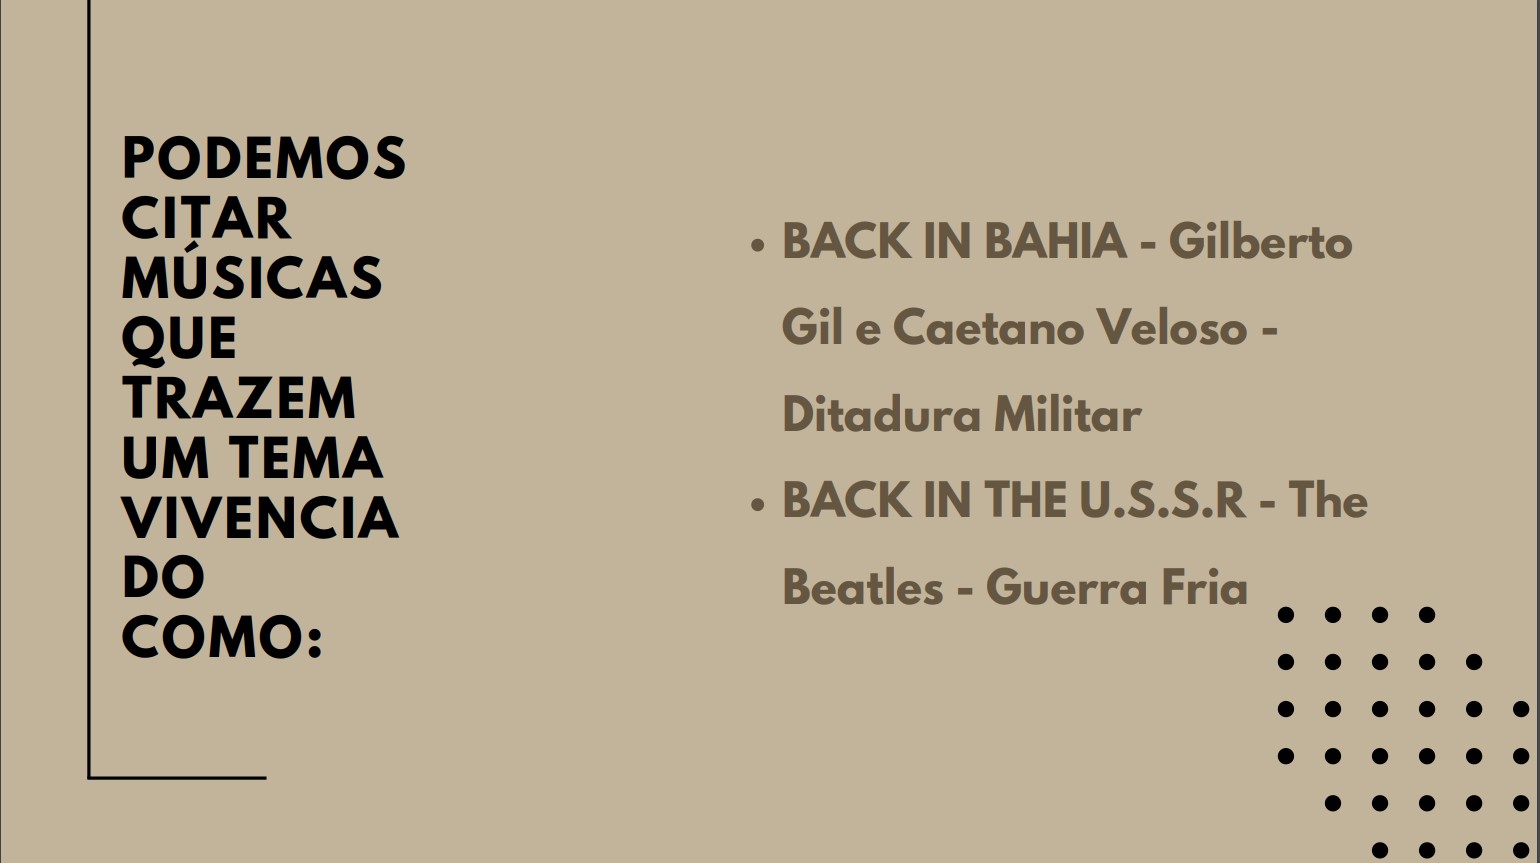 PODEMOS
CITAR
MÚSICAS
QUE
TRAZEM
UM TEMA
VIVENCIA
DO
COMO:
• BACK IN BAHIA - Gilberto
Gil e Caetano Veloso -
Ditadura Militar
• BACK IN THE U.S.S.R - The
Beatles - Guerra Fria